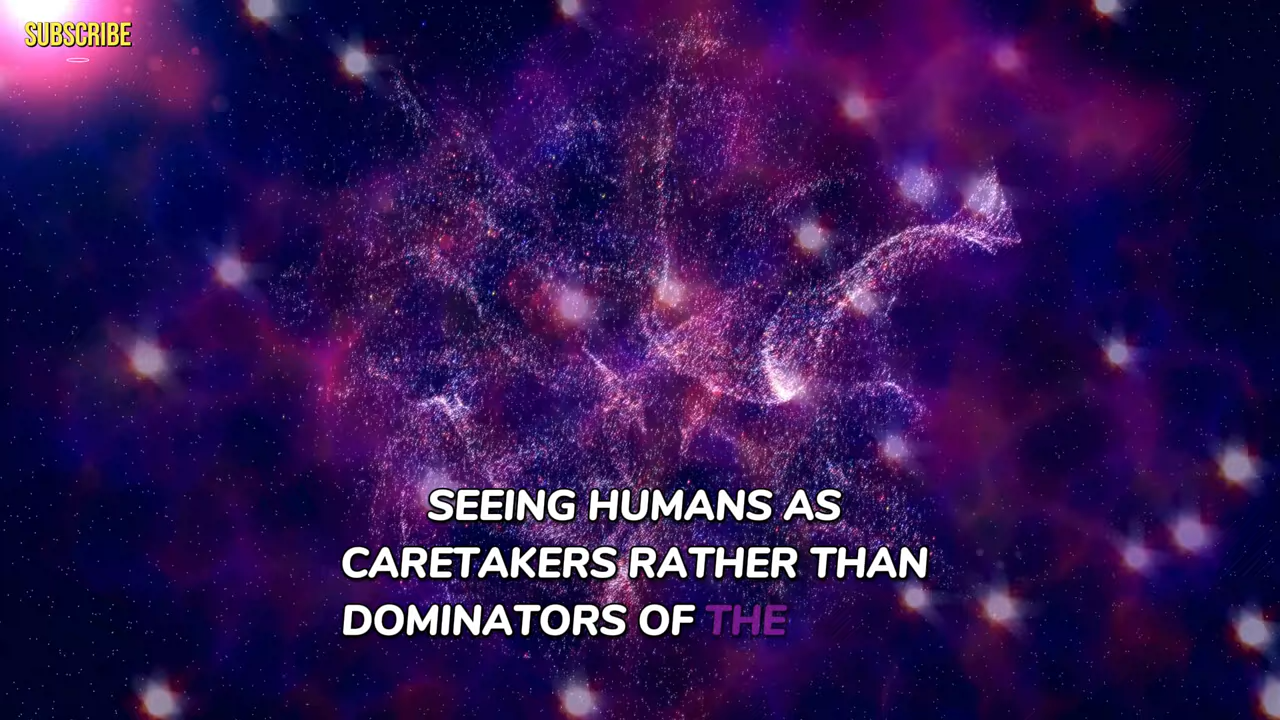 SUBSCRIBE
SEEING HUMANS AS
CARETAKERS RATHER THAN
DOMINATORS OF THE